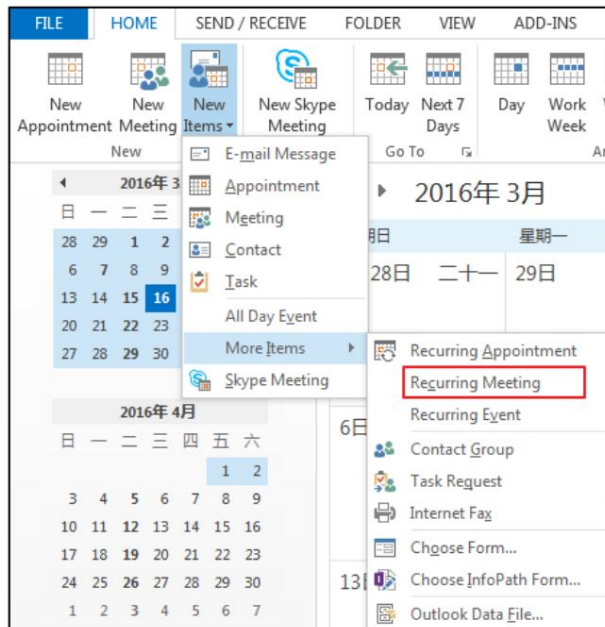 FILE HOME SEND / RECEIVE FOLDER VIEW ADD-INS
New Appointment
New Meeting
New Items
New Skype Meeting
Today
Next 7 Days
Day
Work Week
New
Go To
E-mail Message
Appointment
Meeting
Contact
Task
All Day Event
More Items
Skype Meeting
Recurring Appointment
Recurring Meeting
Recurring Event
Contact Group
Task Request
Internet Fax
Choose Form...
Choose InfoPath Form...
Outlook Data File...
2016年 3
日 一 二 三
28 29 1 2
6 7 8 9
13 14 15 16
20 21 22 23
27 28 29 30
2016年 4月
日 一 二 三 四 五 六
1 2
3 4 5 6 7 8 9
10 11 12 13 14 15 16
17 18 19 20 21 22 23
24 25 26 27 28 29 30
1 2 3 4 5 6 7
2016年 3月
期日 星期一
28日 二十一 29日
6日
13